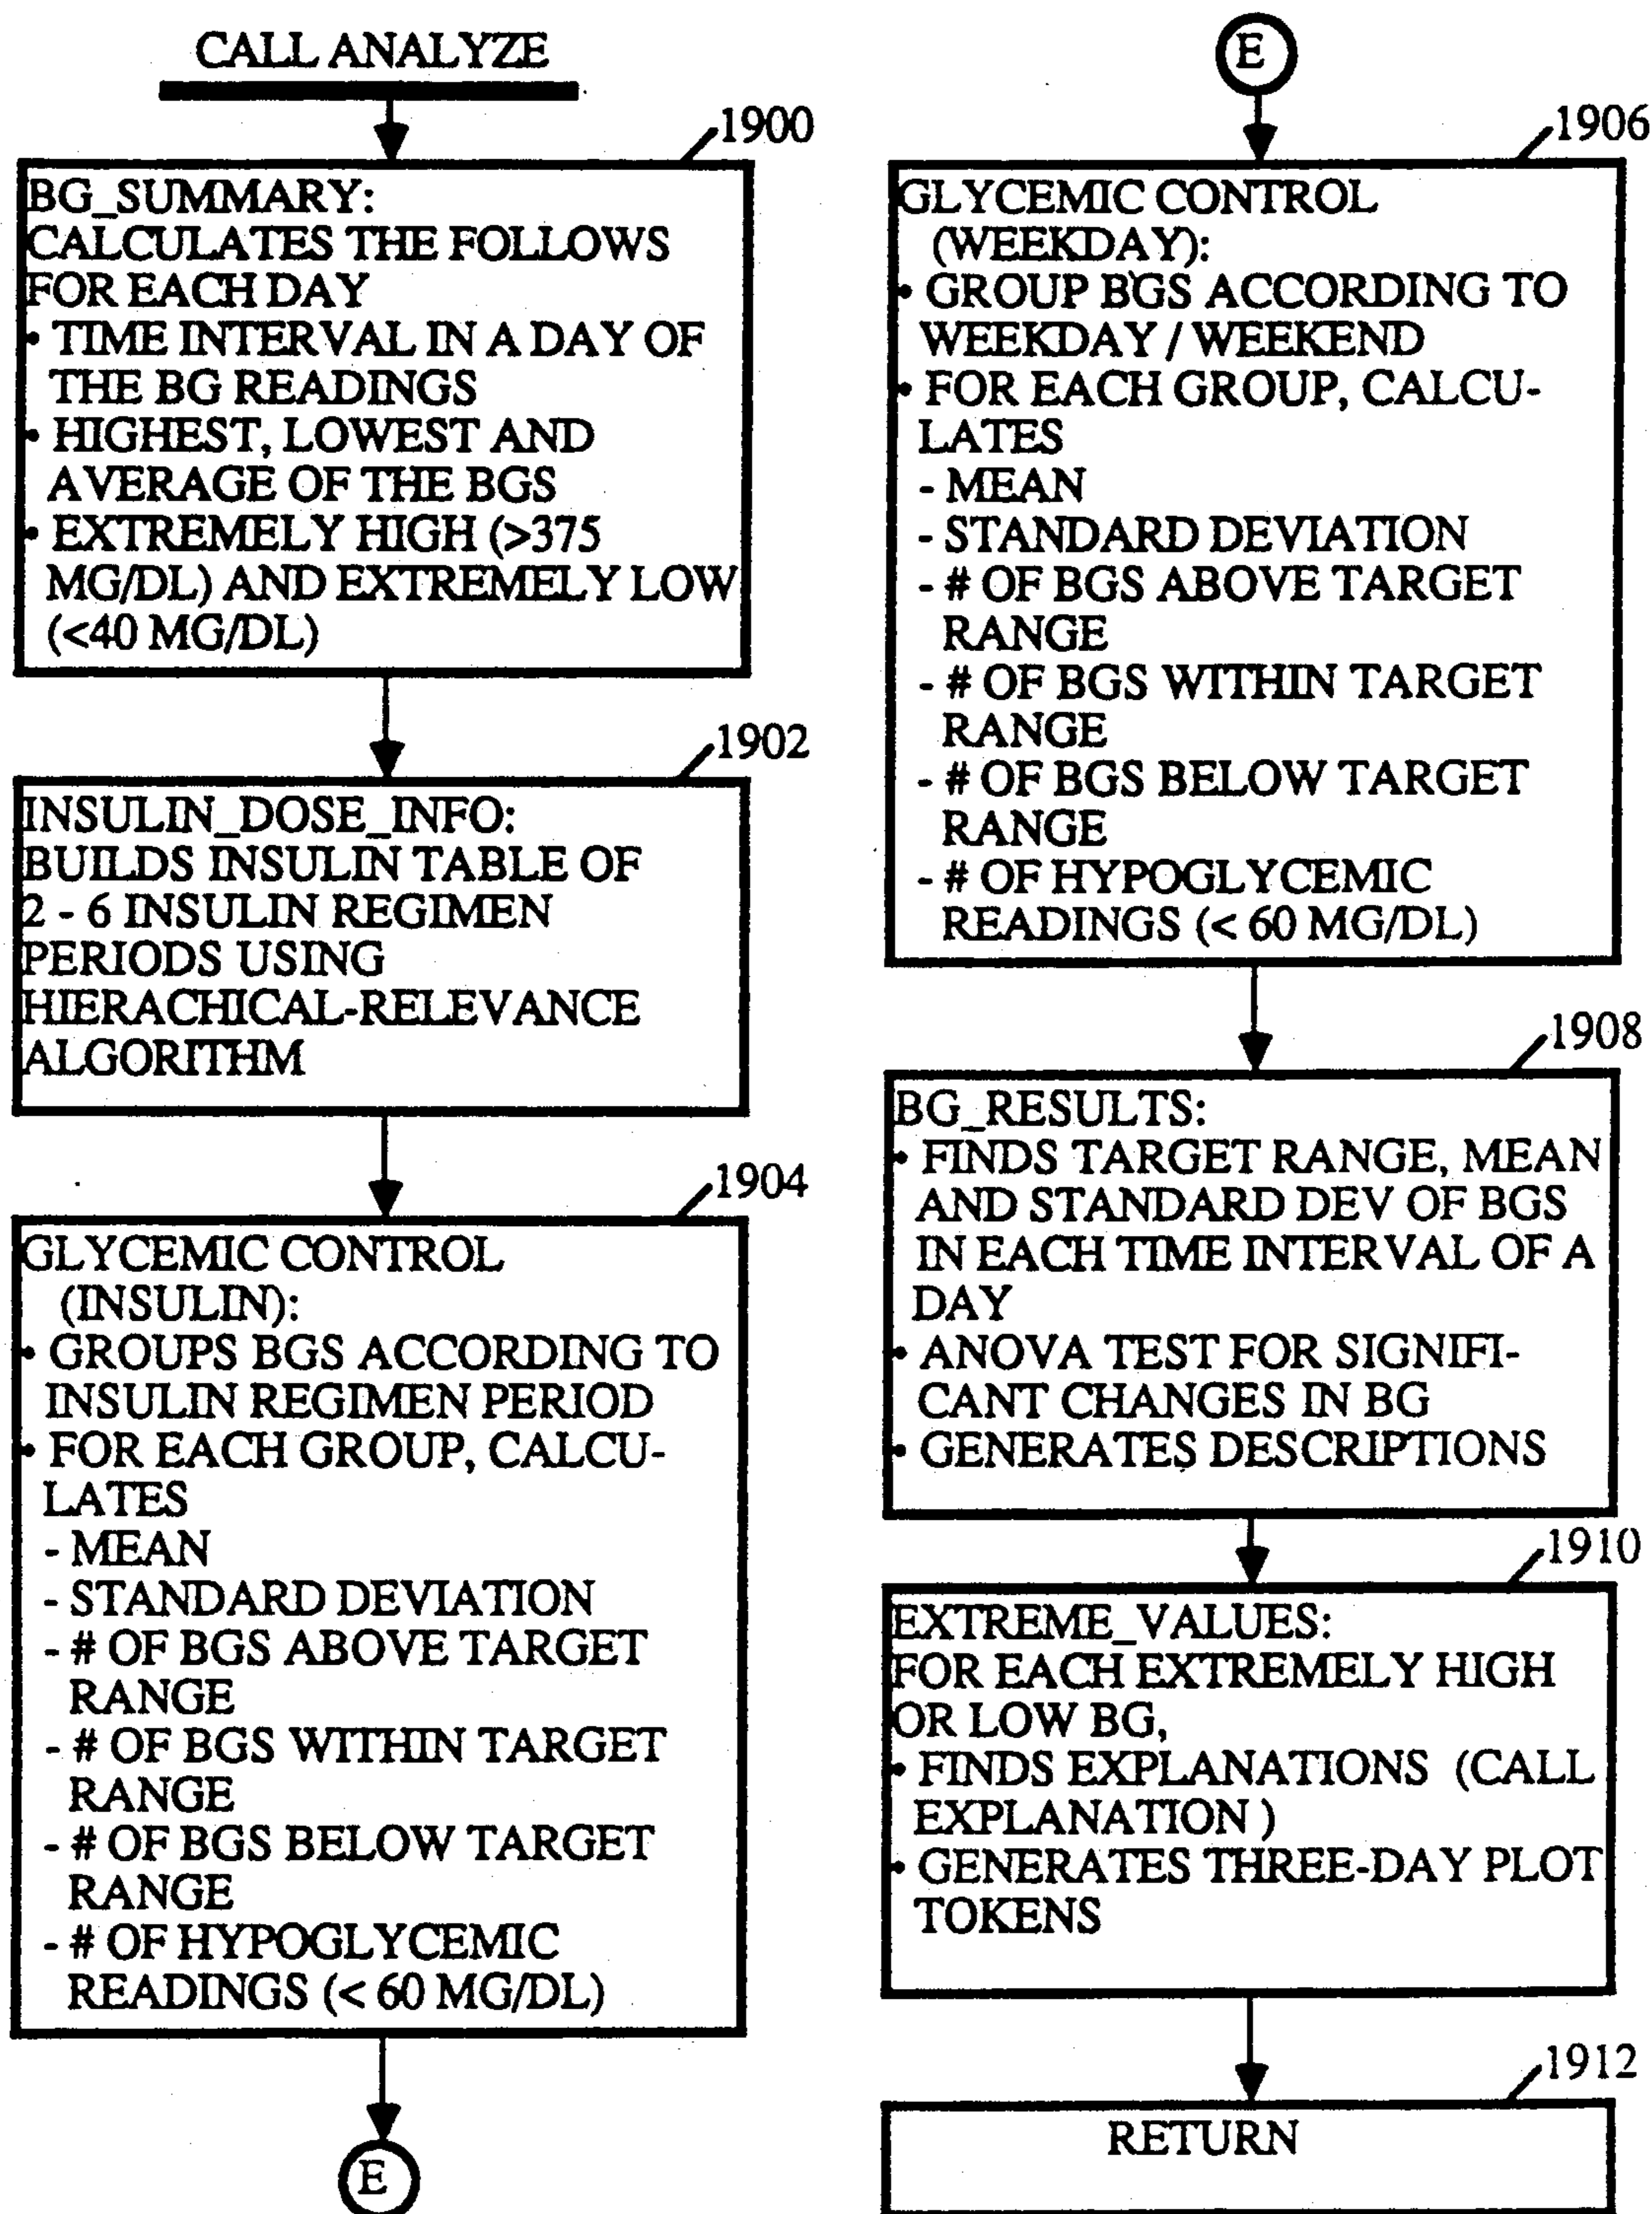 CALL ANALYZE
1900
BG_SUMMARY:
CALCULATES THE FOLLOWS
FOR EACH DAY
• TIME INTERVAL IN A DAY OF
THE BG READINGS
• HIGHEST, LOWEST AND
AVERAGE OF THE BGS
• EXTREMELY HIGH (>375
MG/DL) AND EXTREMELY LOW
(<40 MG/DL)
1902
INSULIN_DOSE_INFO:
BUILDS INSULIN TABLE OF
2 - 6 INSULIN REGIMEN
PERIODS USING
HIERACHICAL-RELEVANCE
ALGORITHM
1904
GLYCEMIC CONTROL
(INSULIN):
• GROUPS BGS ACCORDING TO
INSULIN REGIMEN PERIOD
• FOR EACH GROUP, CALCU-
LATES
- MEAN
- STANDARD DEVIATION
- # OF BGS ABOVE TARGET
RANGE
- # OF BGS WITHIN TARGET
RANGE
- # OF BGS BELOW TARGET
RANGE
- # OF HYPOGLYCEMIC
READINGS (< 60 MG/DL)
E
E
1906
GLYCEMIC CONTROL
(WEEKDAY):
• GROUP BGS ACCORDING TO
WEEKDAY / WEEKEND
• FOR EACH GROUP, CALCU-
LATES
- MEAN
- STANDARD DEVIATION
- # OF BGS ABOVE TARGET
RANGE
- # OF BGS WITHIN TARGET
RANGE
- # OF BGS BELOW TARGET
RANGE
- # OF HYPOGLYCEMIC
READINGS (< 60 MG/DL)
1908
BG_RESULTS:
• FINDS TARGET RANGE, MEAN
AND STANDARD DEV OF BGS
IN EACH TIME INTERVAL OF A
DAY
• ANOVA TEST FOR SIGNIFI-
CANT CHANGES IN BG
• GENERATES DESCRIPTIONS
1910
EXTREME_VALUES:
FOR EACH EXTREMELY HIGH
OR LOW BG,
• FINDS EXPLANATIONS (CALL
EXPLANATION )
• GENERATES THREE-DAY PLOT
TOKENS
1912
RETURN